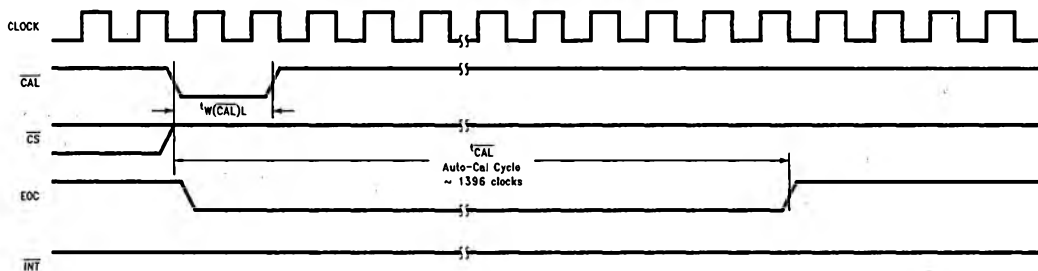 CLOCK
CAL
tW(CAL)L
CS
tCAL
Auto-Cal Cycle
~ 1396 clocks
EOC
INT